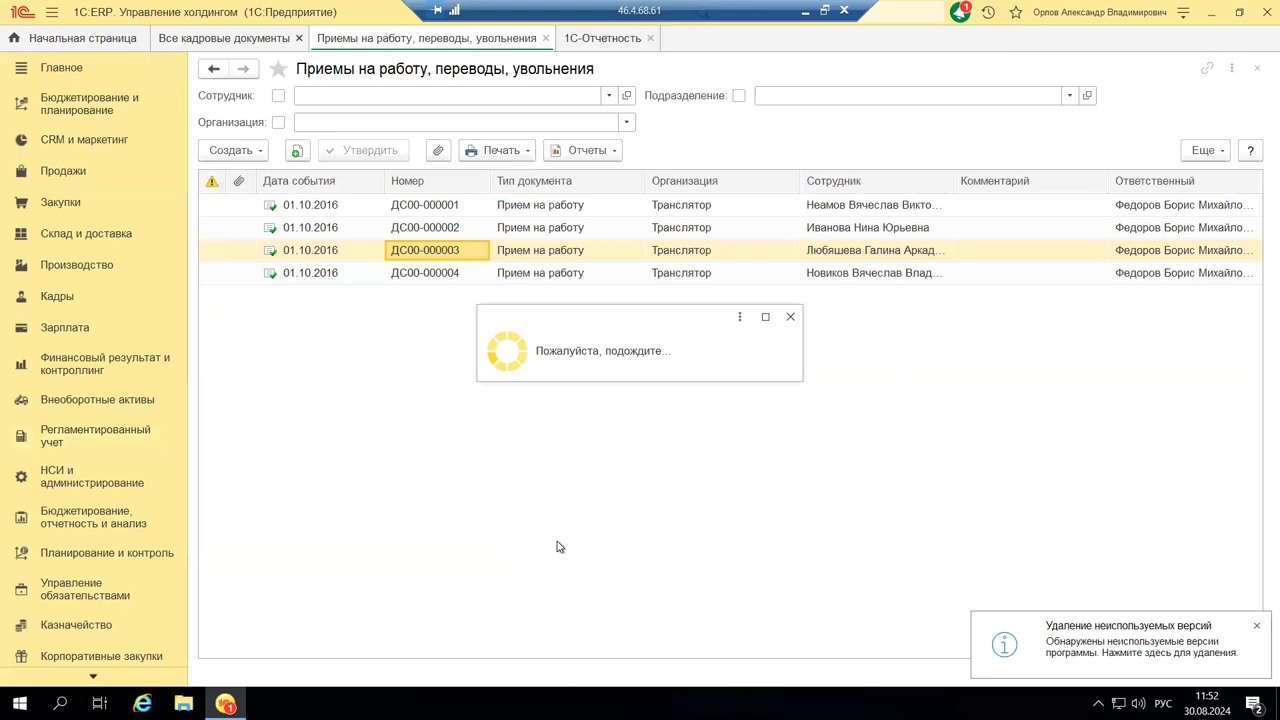 1С:ERP. Управление холдингом (1С:Предприятие)
46.4.68.61
1
Орлов Александр Владимирович
Начальная страница
Все кадровые документы
Приемы на работу, переводы, увольнения
1С-Отчетность
Главное
Бюджетирование и
планирование
CRM и маркетинг
Продажи
Закупки
Склад и доставка
Производство
Кадры
Зарплата
Финансовый результат и
контроллинг
Внеоборотные активы
Регламентированный
учет
НСИ и
администрирование
Бюджетирование,
отчетность и анализ
Планирование и контроль
Управление
обязательствами
Казначейство
Корпоративные закупки
Приемы на работу, переводы, увольнения
Сотрудник:
Подразделение:
Организация:
Создать
Утвердить
Печать
Отчеты
Еще
?
Дата события Номер Тип документа Организация Сотрудник Комментарий Ответственный
01.10.2016 ДС00-000001 Прием на работу Транслятор Неамов Вячеслав Викто... Федоров Борис Михайло...
01.10.2016 ДС00-000002 Прием на работу Транслятор Иванова Нина Юрьевна Федоров Борис Михайло...
01.10.2016 ДС00-000003 Прием на работу Транслятор Любяшева Галина Аркад... Федоров Борис Михайло...
01.10.2016 ДС00-000004 Прием на работу Транслятор Новиков Вячеслав Влад... Федоров Борис Михайло...
Пожалуйста, подождите...
Удаление неиспользуемых версий
Обнаружены неиспользуемые версии
программы. Нажмите здесь для удаления.
1
РУС
11:52
30.08.2024
2